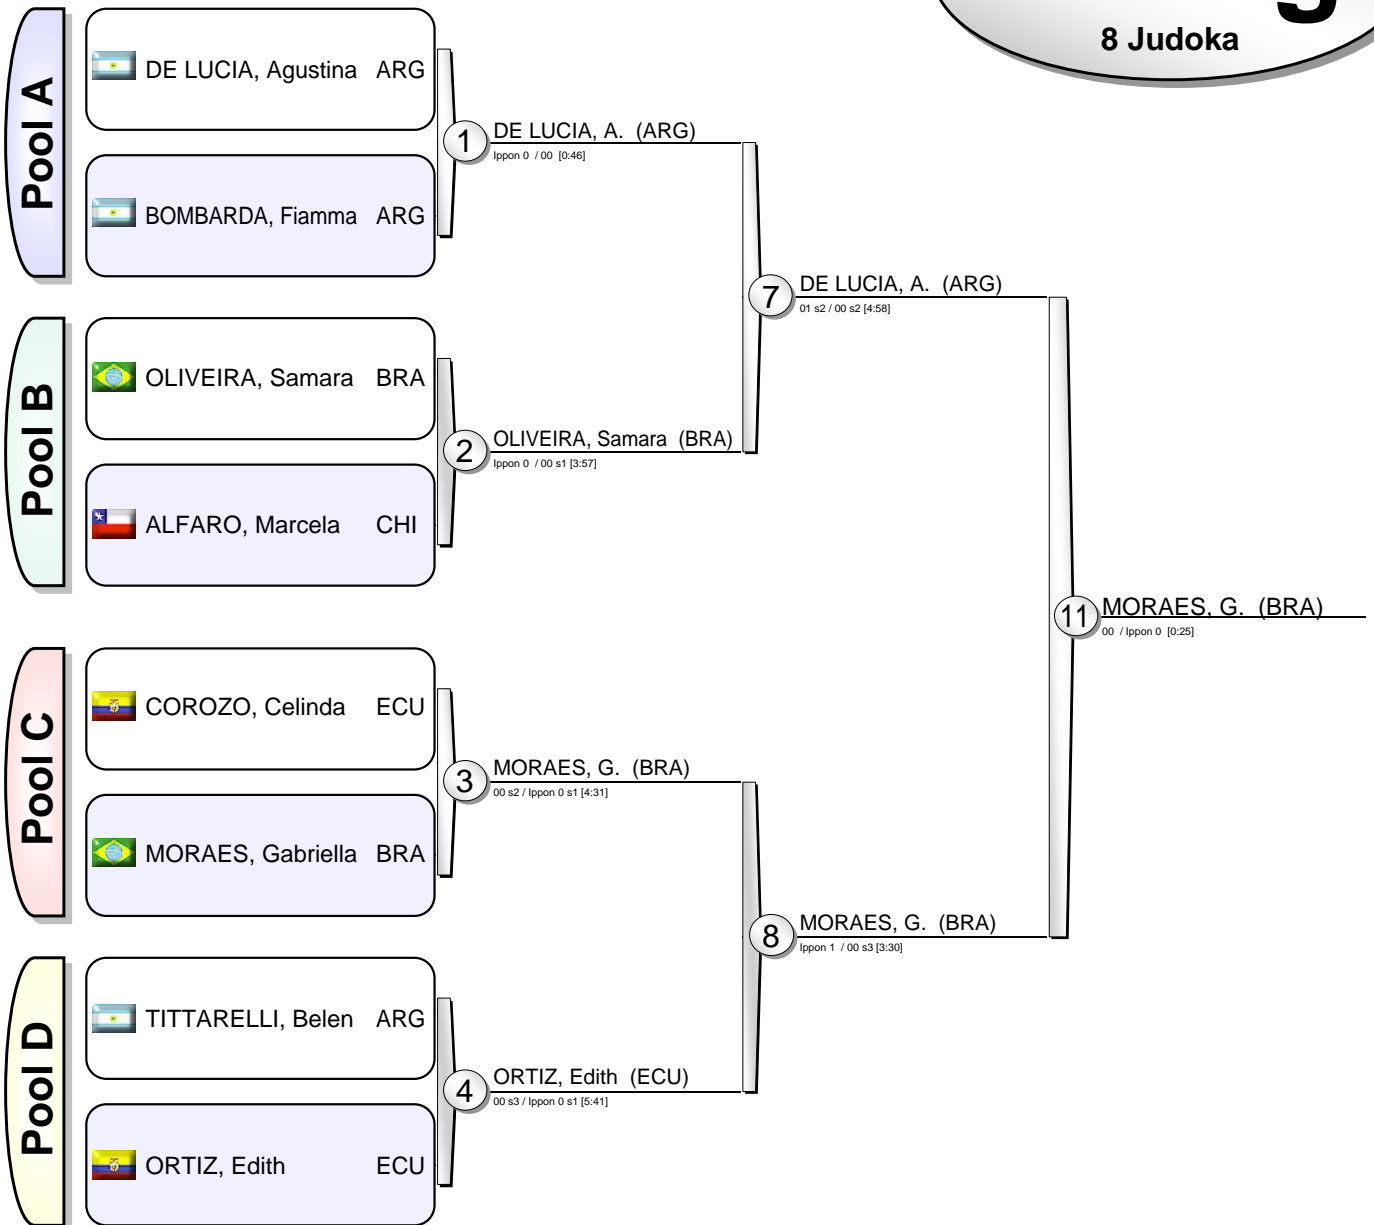 8 Judoka
Pool A
DE LUCIA, Agustina ARG
BOMBARDA, Fiamma ARG
1 DE LUCIA, A. (ARG)
Ippon 0 / 00 [0:46]
Pool B
OLIVEIRA, Samara BRA
ALFARO, Marcela CHI
2 OLIVEIRA, Samara (BRA)
Ippon 0 / 00 s1 [3:57]
7 DE LUCIA, A. (ARG)
01 s2 / 00 s2 [4:58]
Pool C
COROZO, Celinda ECU
MORAES, Gabriella BRA
3 MORAES, G. (BRA)
00 s2 / Ippon 0 s1 [4:31]
Pool D
TITTARELLI, Belen ARG
ORTIZ, Edith ECU
4 ORTIZ, Edith (ECU)
00 s3 / Ippon 0 s1 [5:41]
8 MORAES, G. (BRA)
Ippon 1 / 00 s3 [3:30]
11 MORAES, G. (BRA)
00 / Ippon 0 [0:25]